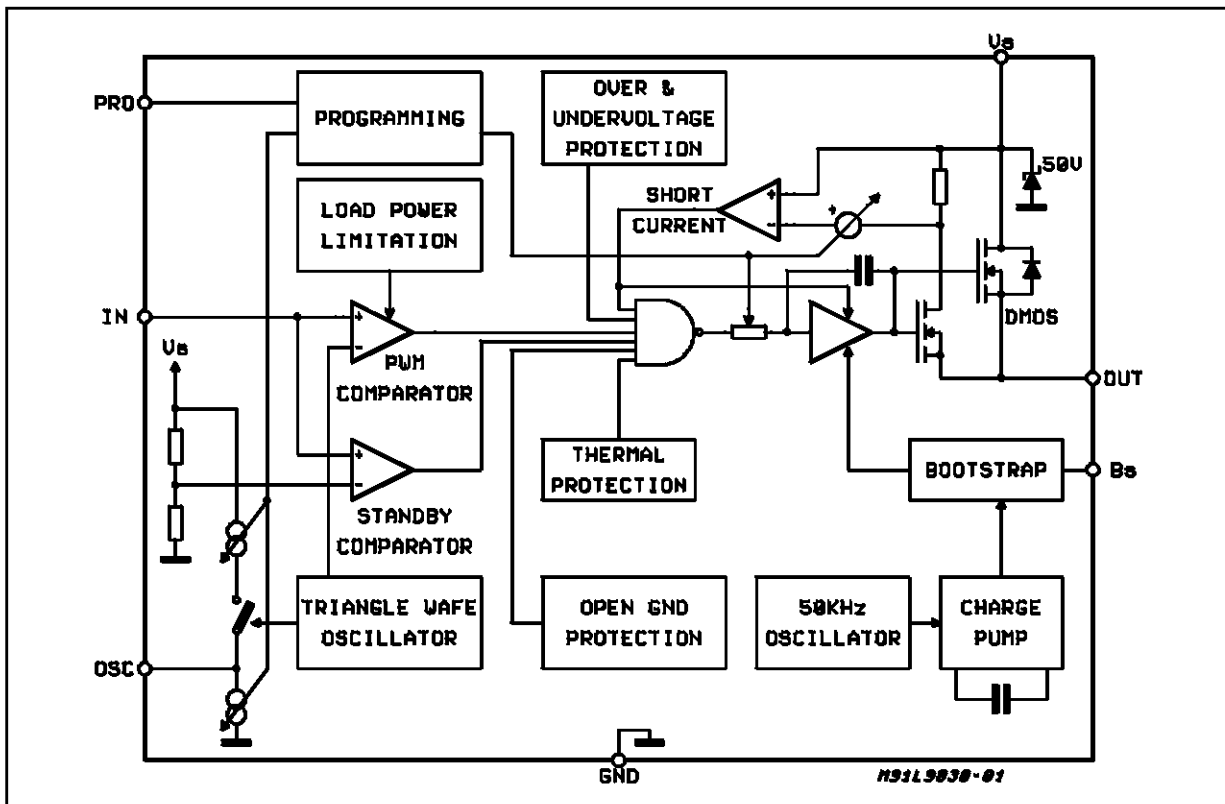 Vs
PRO
PROGRAMMING
OVER &
UNDERVOLTAGE
PROTECTION
50V
SHORT
CURRENT
+
-
+
LOAD POWER
LIMITATION
IN
+
-
PWM
COMPARATOR
DMOS
Vs
OUT
+
-
STANDBY
COMPARATOR
THERMAL
PROTECTION
BOOTSTRAP
Bs
TRIANGLE WAFE
OSCILLATOR
OPEN GND
PROTECTION
50KHz
OSCILLATOR
CHARGE
PUMP
OSC
GND
M91L9830-01